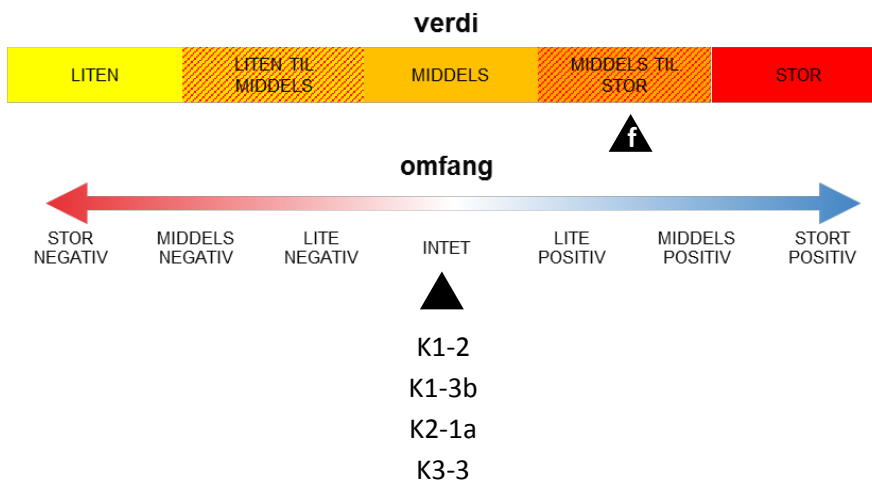 verdi
LITEN
LITEN TIL
MIDDELS
MIDDELS
MIDDELS TIL
STOR
STOR
f
omfang
STOR
NEGATIV
MIDDELS
NEGATIV
LITE
NEGATIV
INTET
LITE
POSITIV
MIDDELS
POSITIV
STORT
POSITIV
K1-2
K1-3b
K2-1a
K3-3